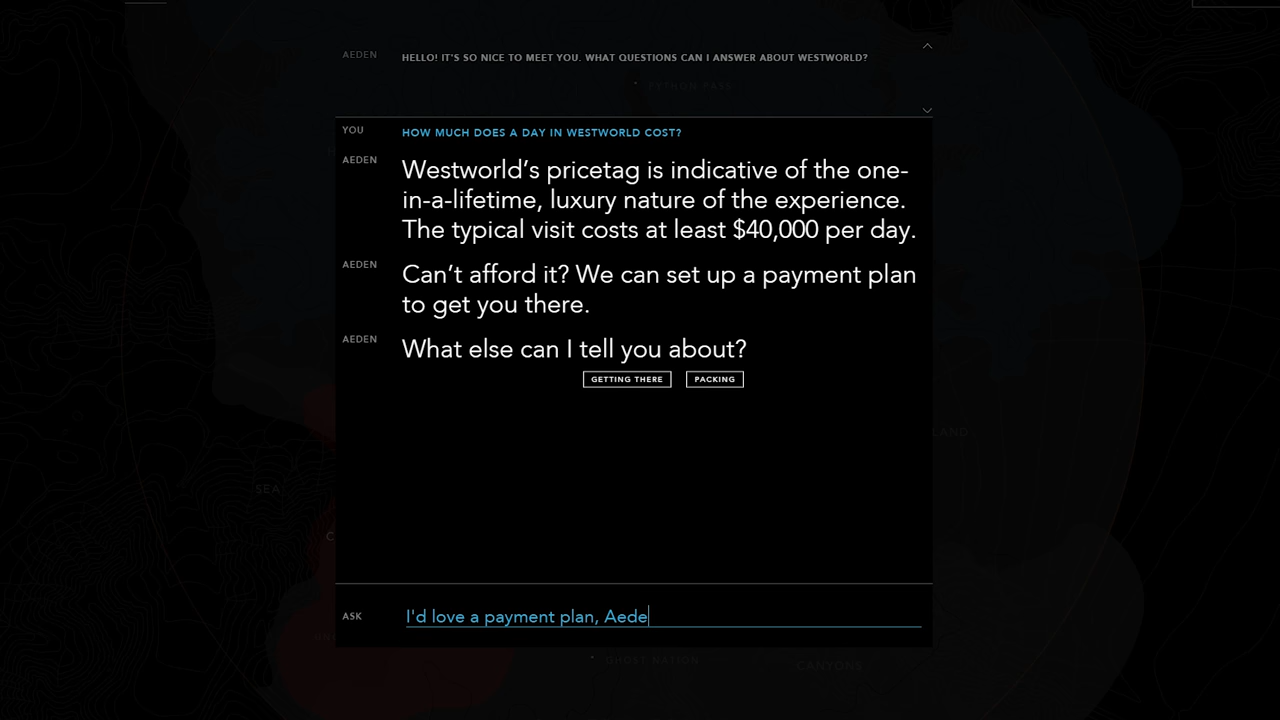 AEDEN
HELLO! IT'S SO NICE TO MEET YOU. WHAT QUESTIONS CAN I ANSWER ABOUT WESTWORLD?
PYTHON PASS
YOU
HOW MUCH DOES A DAY IN WESTWORLD COST?
AEDEN
Westworld’s pricetag is indicative of the one-
in-a-lifetime, luxury nature of the experience.
The typical visit costs at least $40,000 per day.
AEDEN
Can’t afford it? We can set up a payment plan
to get you there.
AEDEN
What else can I tell you about?
GETTING THERE
PACKING
LAND
SEA
C
ASK
I'd love a payment plan, Aede
GHOST NATION
CANYONS